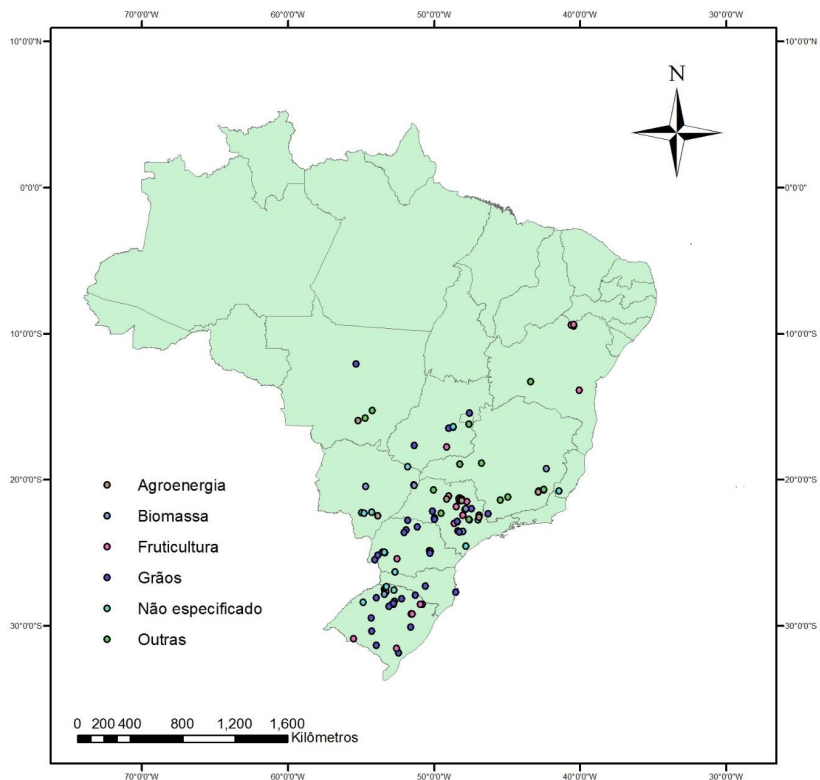 70°0'0"W 60°0'0"W 50°0'0"W 40°0'0"W 30°0'0"W
10°0'0"N 10°0'0"N
N
0°0'0" 0°0'0"
10°0'0"S 10°0'0"S
20°0'0"S 20°0'0"S
Agroenergia
Biomassa
Fruticultura
Grãos
Não especificado
Outras
30°0'0"S 30°0'0"S
0 200 400 800 1,200 1,600
Kilômetros
70°0'0"W 60°0'0"W 50°0'0"W 40°0'0"W 30°0'0"W